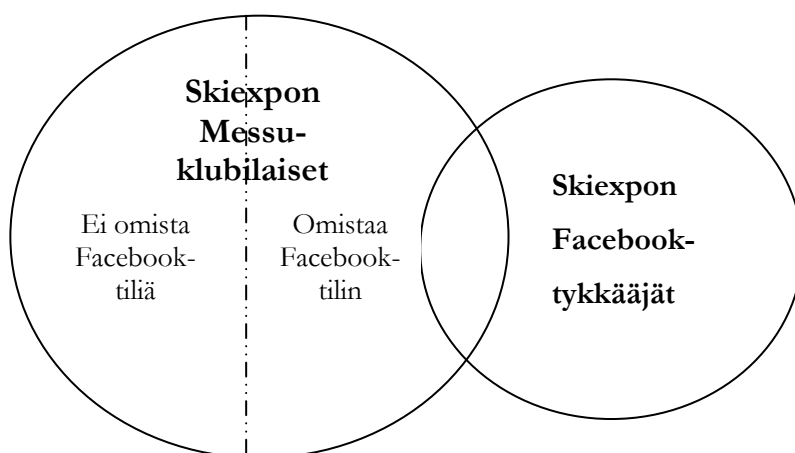 Skiexpon
Messu-
klubilaiset
Ei omista
Facebook-
tiliä
Omistaa
Facebook-
tilin
Skiexpon
Facebook-
tykkääjät